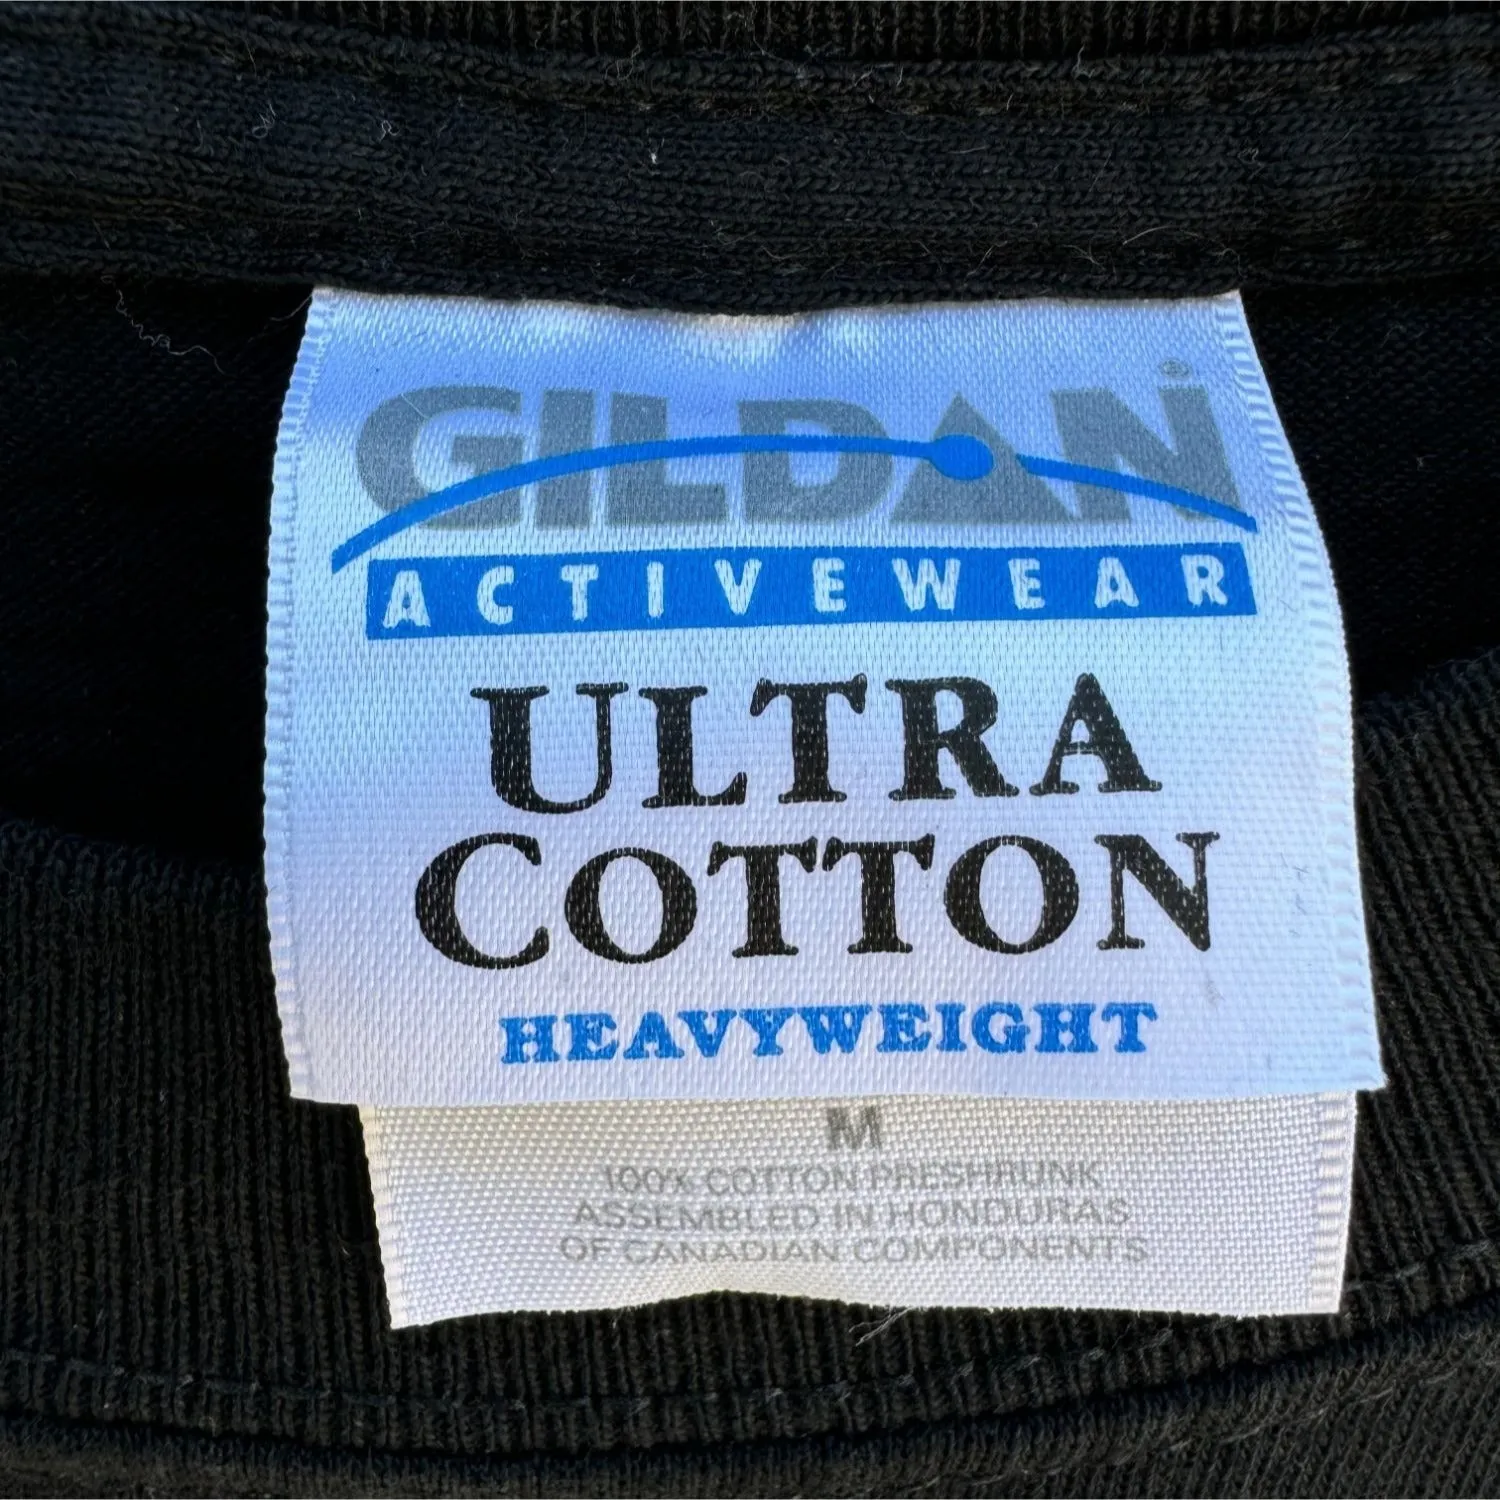 GILDAN®
ACTIVEWEAR
ULTRA
COTTON
HEAVYWEIGHT
M
100% COTTON PRESHRUNK
ASSEMBLED IN HONDURAS
OF CANADIAN COMPONENTS